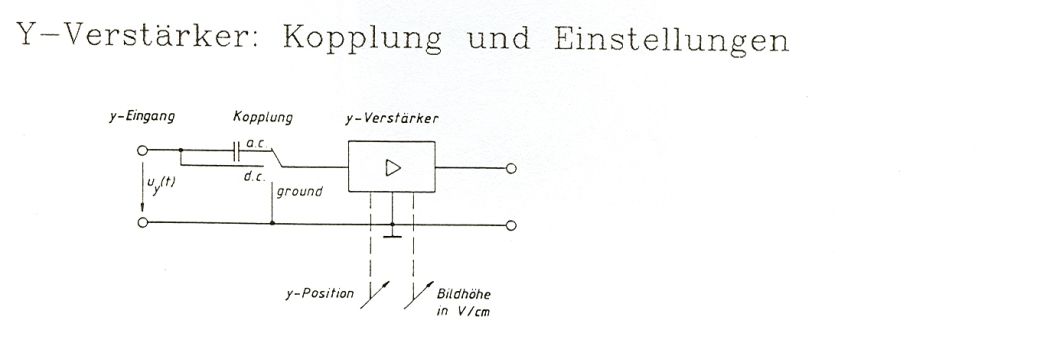 Y-Verstärker: Kopplung und Einstellungen
y-Eingang
Kopplung
y-Verstärker
a.c.
d.c.
u_y(t)
ground
y-Position
Bildhöhe
in V/cm